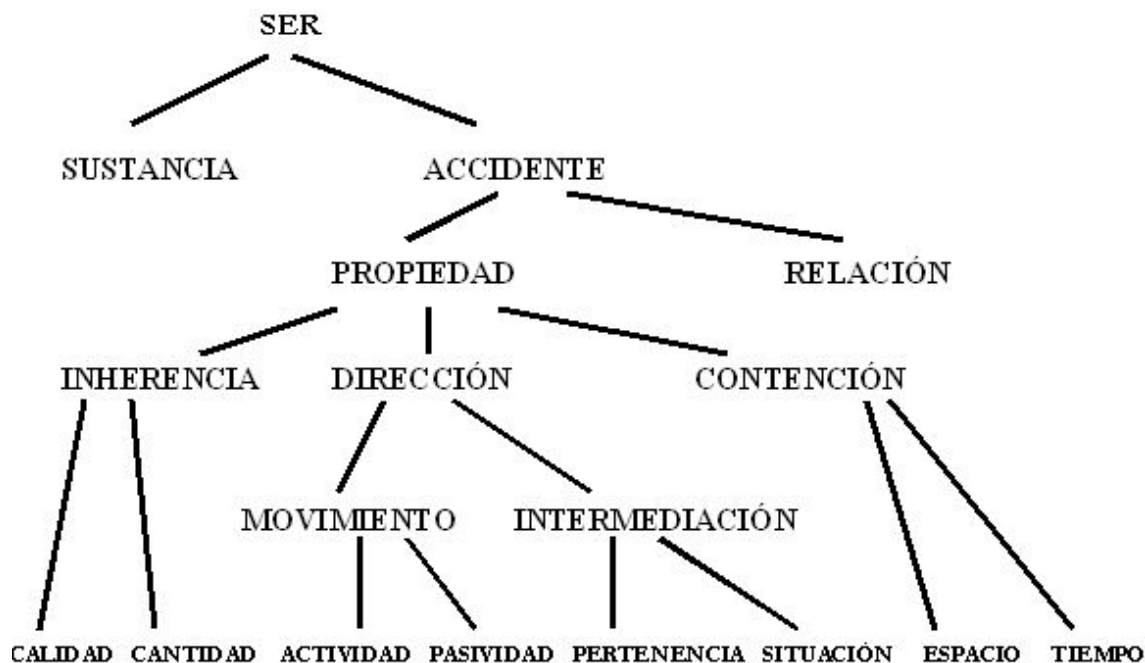 SER
SUSTANCIA ACCIDENTE
PROPIEDAD RELACIÓN
INHERENCIA DIRECCIÓN CONTENCIÓN
MOVIMIENTO INTERMEDIACIÓN
CALIDAD CANTIDAD ACTIVIDAD PASIVIDAD PERTENENCIA SITUACIÓN ESPACIO TIEMPO